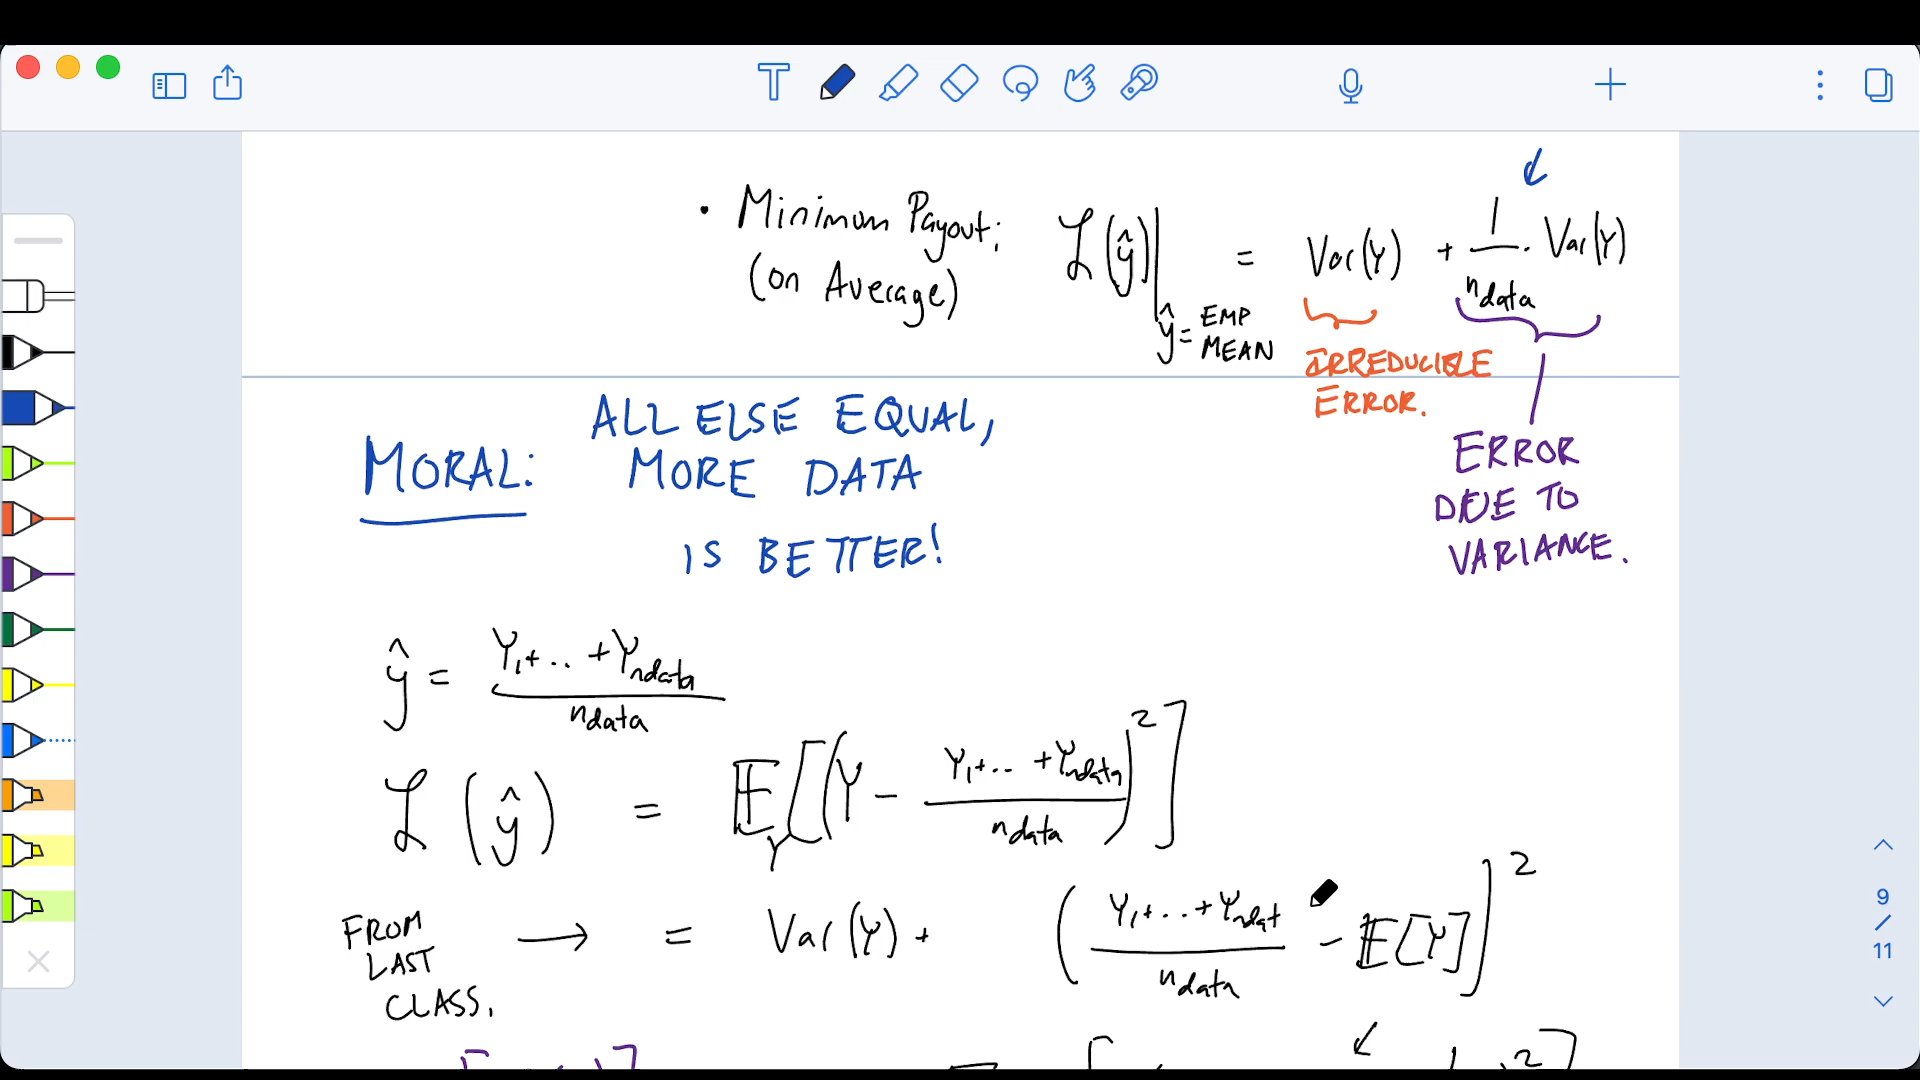 • Minimum Payout: ℒ(ŷ)| = Var(Y) + 1/n_data · Var(Y)
(on Average)
ŷ = EMP MEAN
IRREDUCIBLE ERROR.
ERROR DUE TO VARIANCE.
ALL ELSE EQUAL,
MORAL: MORE DATA
IS BETTER!
ŷ = (Y₁+..+Y_ndata)/n_data
ℒ(ŷ) = 𝔼_Y[(Y - (Y₁+..+Y_ndata)/n_data)²]
FROM LAST CLASS. → = Var(Y) + ((Y₁+..+Y_ndat)/n_data - 𝔼[Y]]²
9
/
11